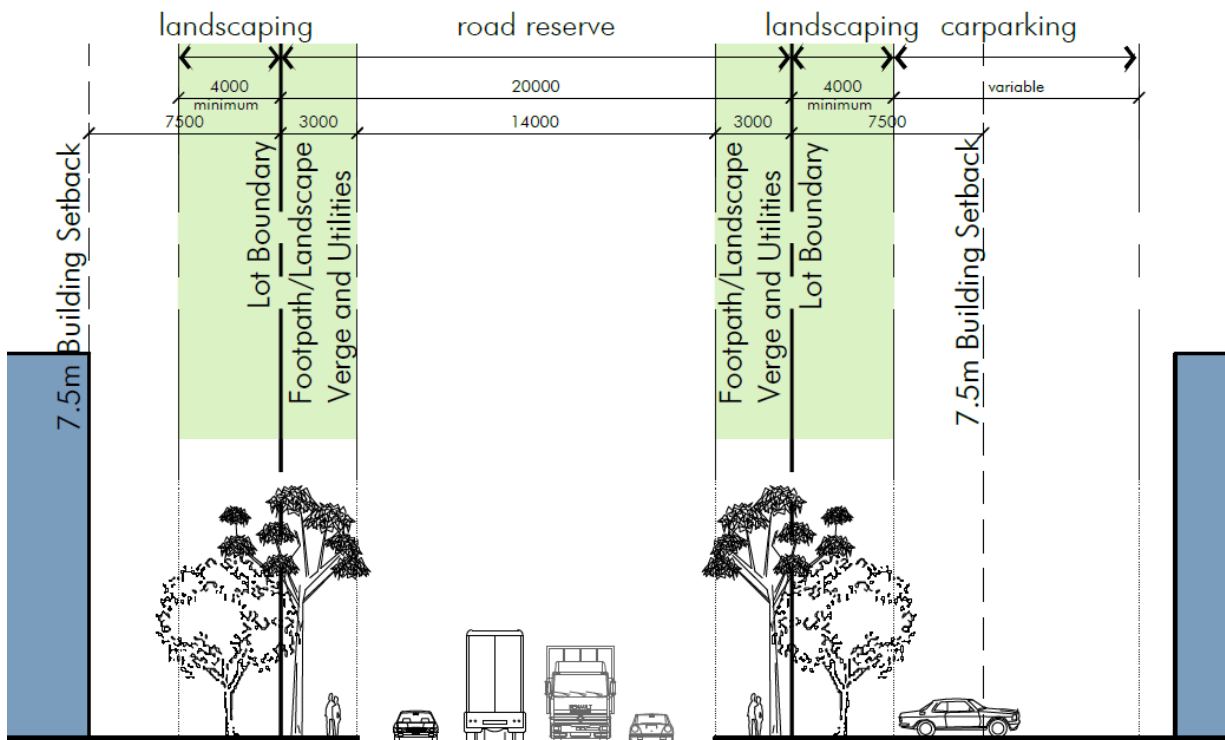 landscaping
road reserve
landscaping
carparking
4000
minimum
20000
4000
minimum
variable
7500
3000
14000
3000
7500
7.5m Building Setback
Lot Boundary
Footpath/Landscape
Verge and Utilities
Footpath/Landscape
Verge and Utilities
Lot Boundary
7.5m Building Setback